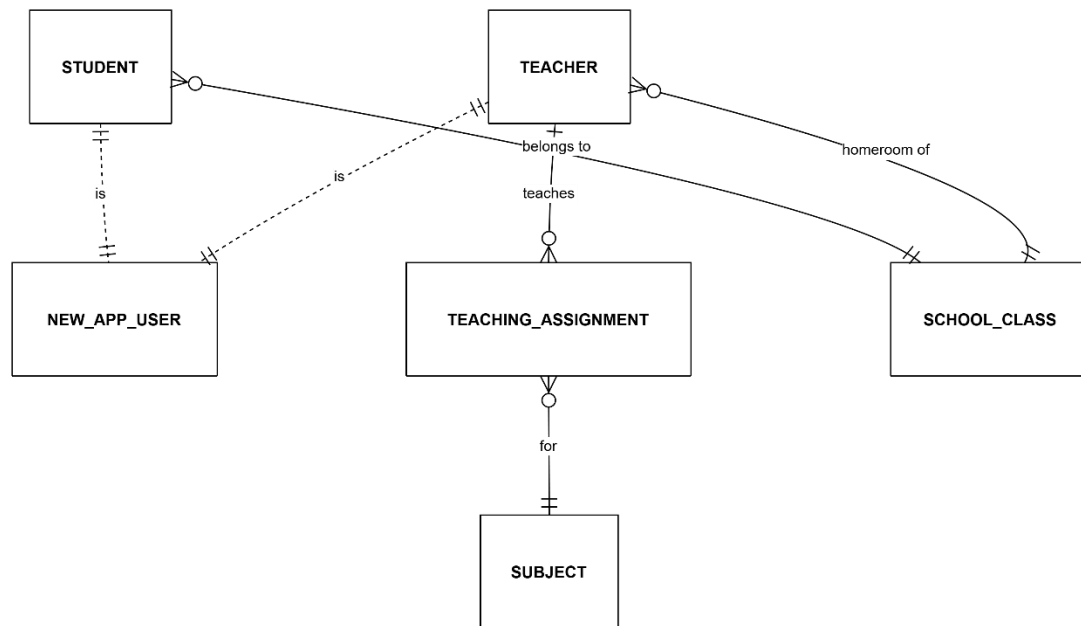 STUDENT
TEACHER
belongs to
homeroom of
is
is
teaches
NEW_APP_USER
TEACHING_ASSIGNMENT
SCHOOL_CLASS
for
SUBJECT